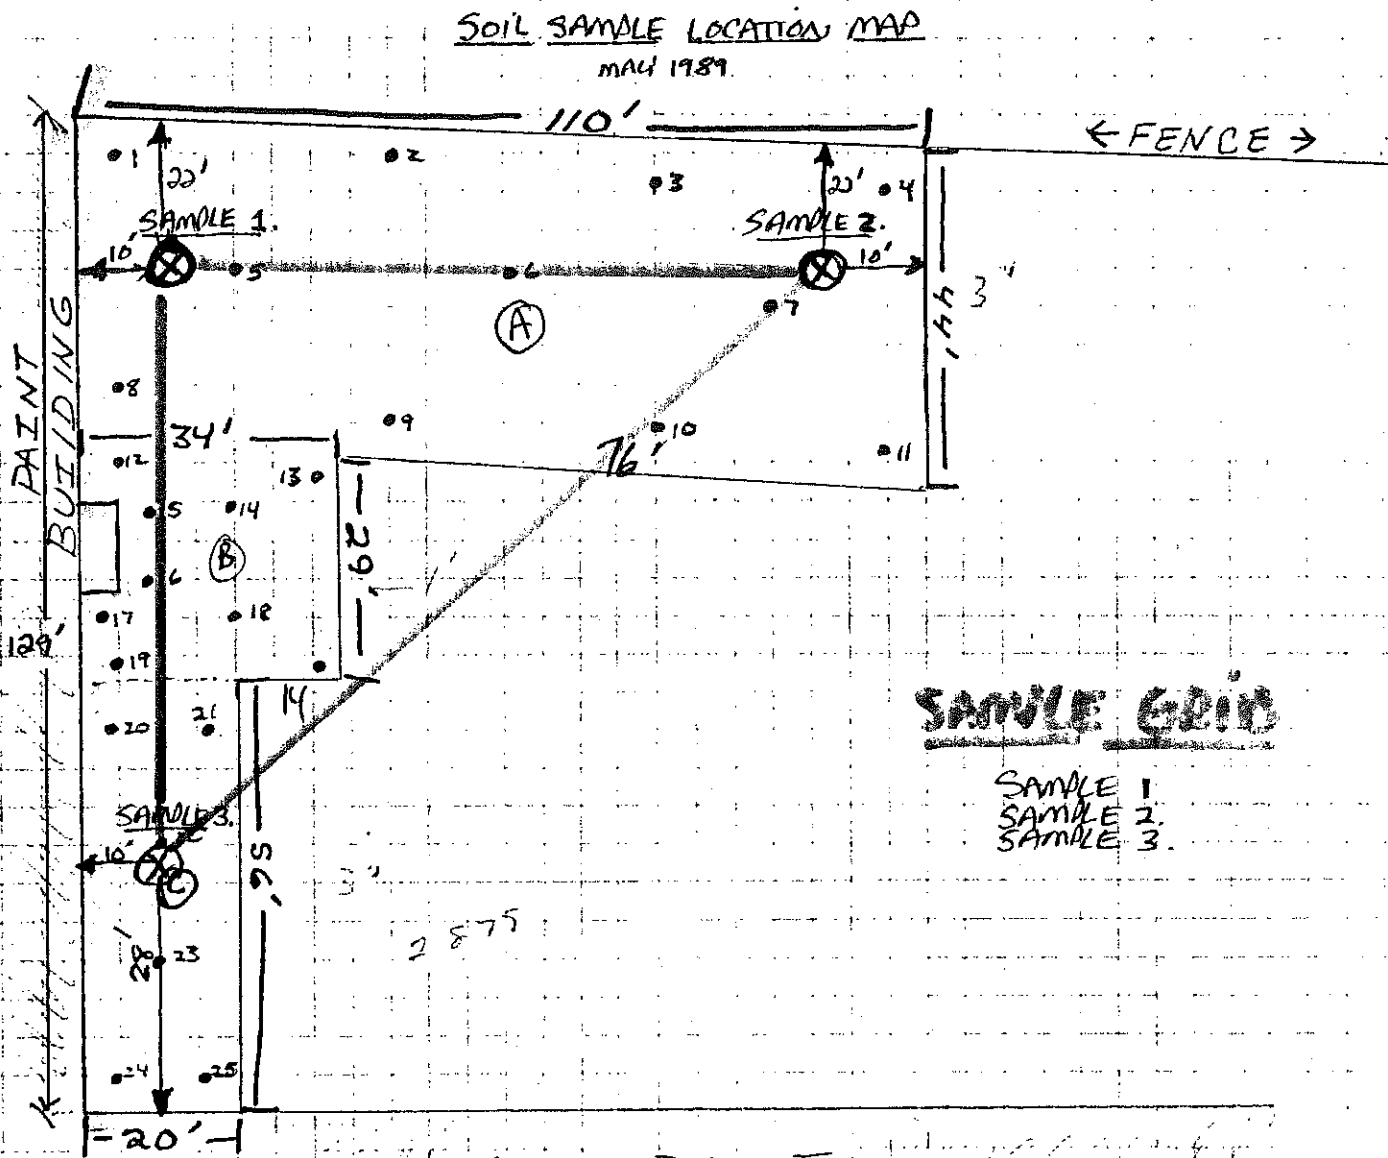 SOIL SAMPLE LOCATION MAP
MAY 1989
110'
← FENCE →
1
2
3
4
22'
22'
SAMPLE 1.
SAMPLE 2.
10'
5
6
10'
7
A
44'
3"
PAINT
BUILDING
8
34'
9
10
76'
11
12
13
5
14
29'
B
6
17
18
129'
19
14
20
21
SAMPLE GRID
SAMPLE 1
SAMPLE 2.
SAMPLE 3.
SAMPLE 3.
10'
C
56'
3"
2875
28'
23
24
25
20'